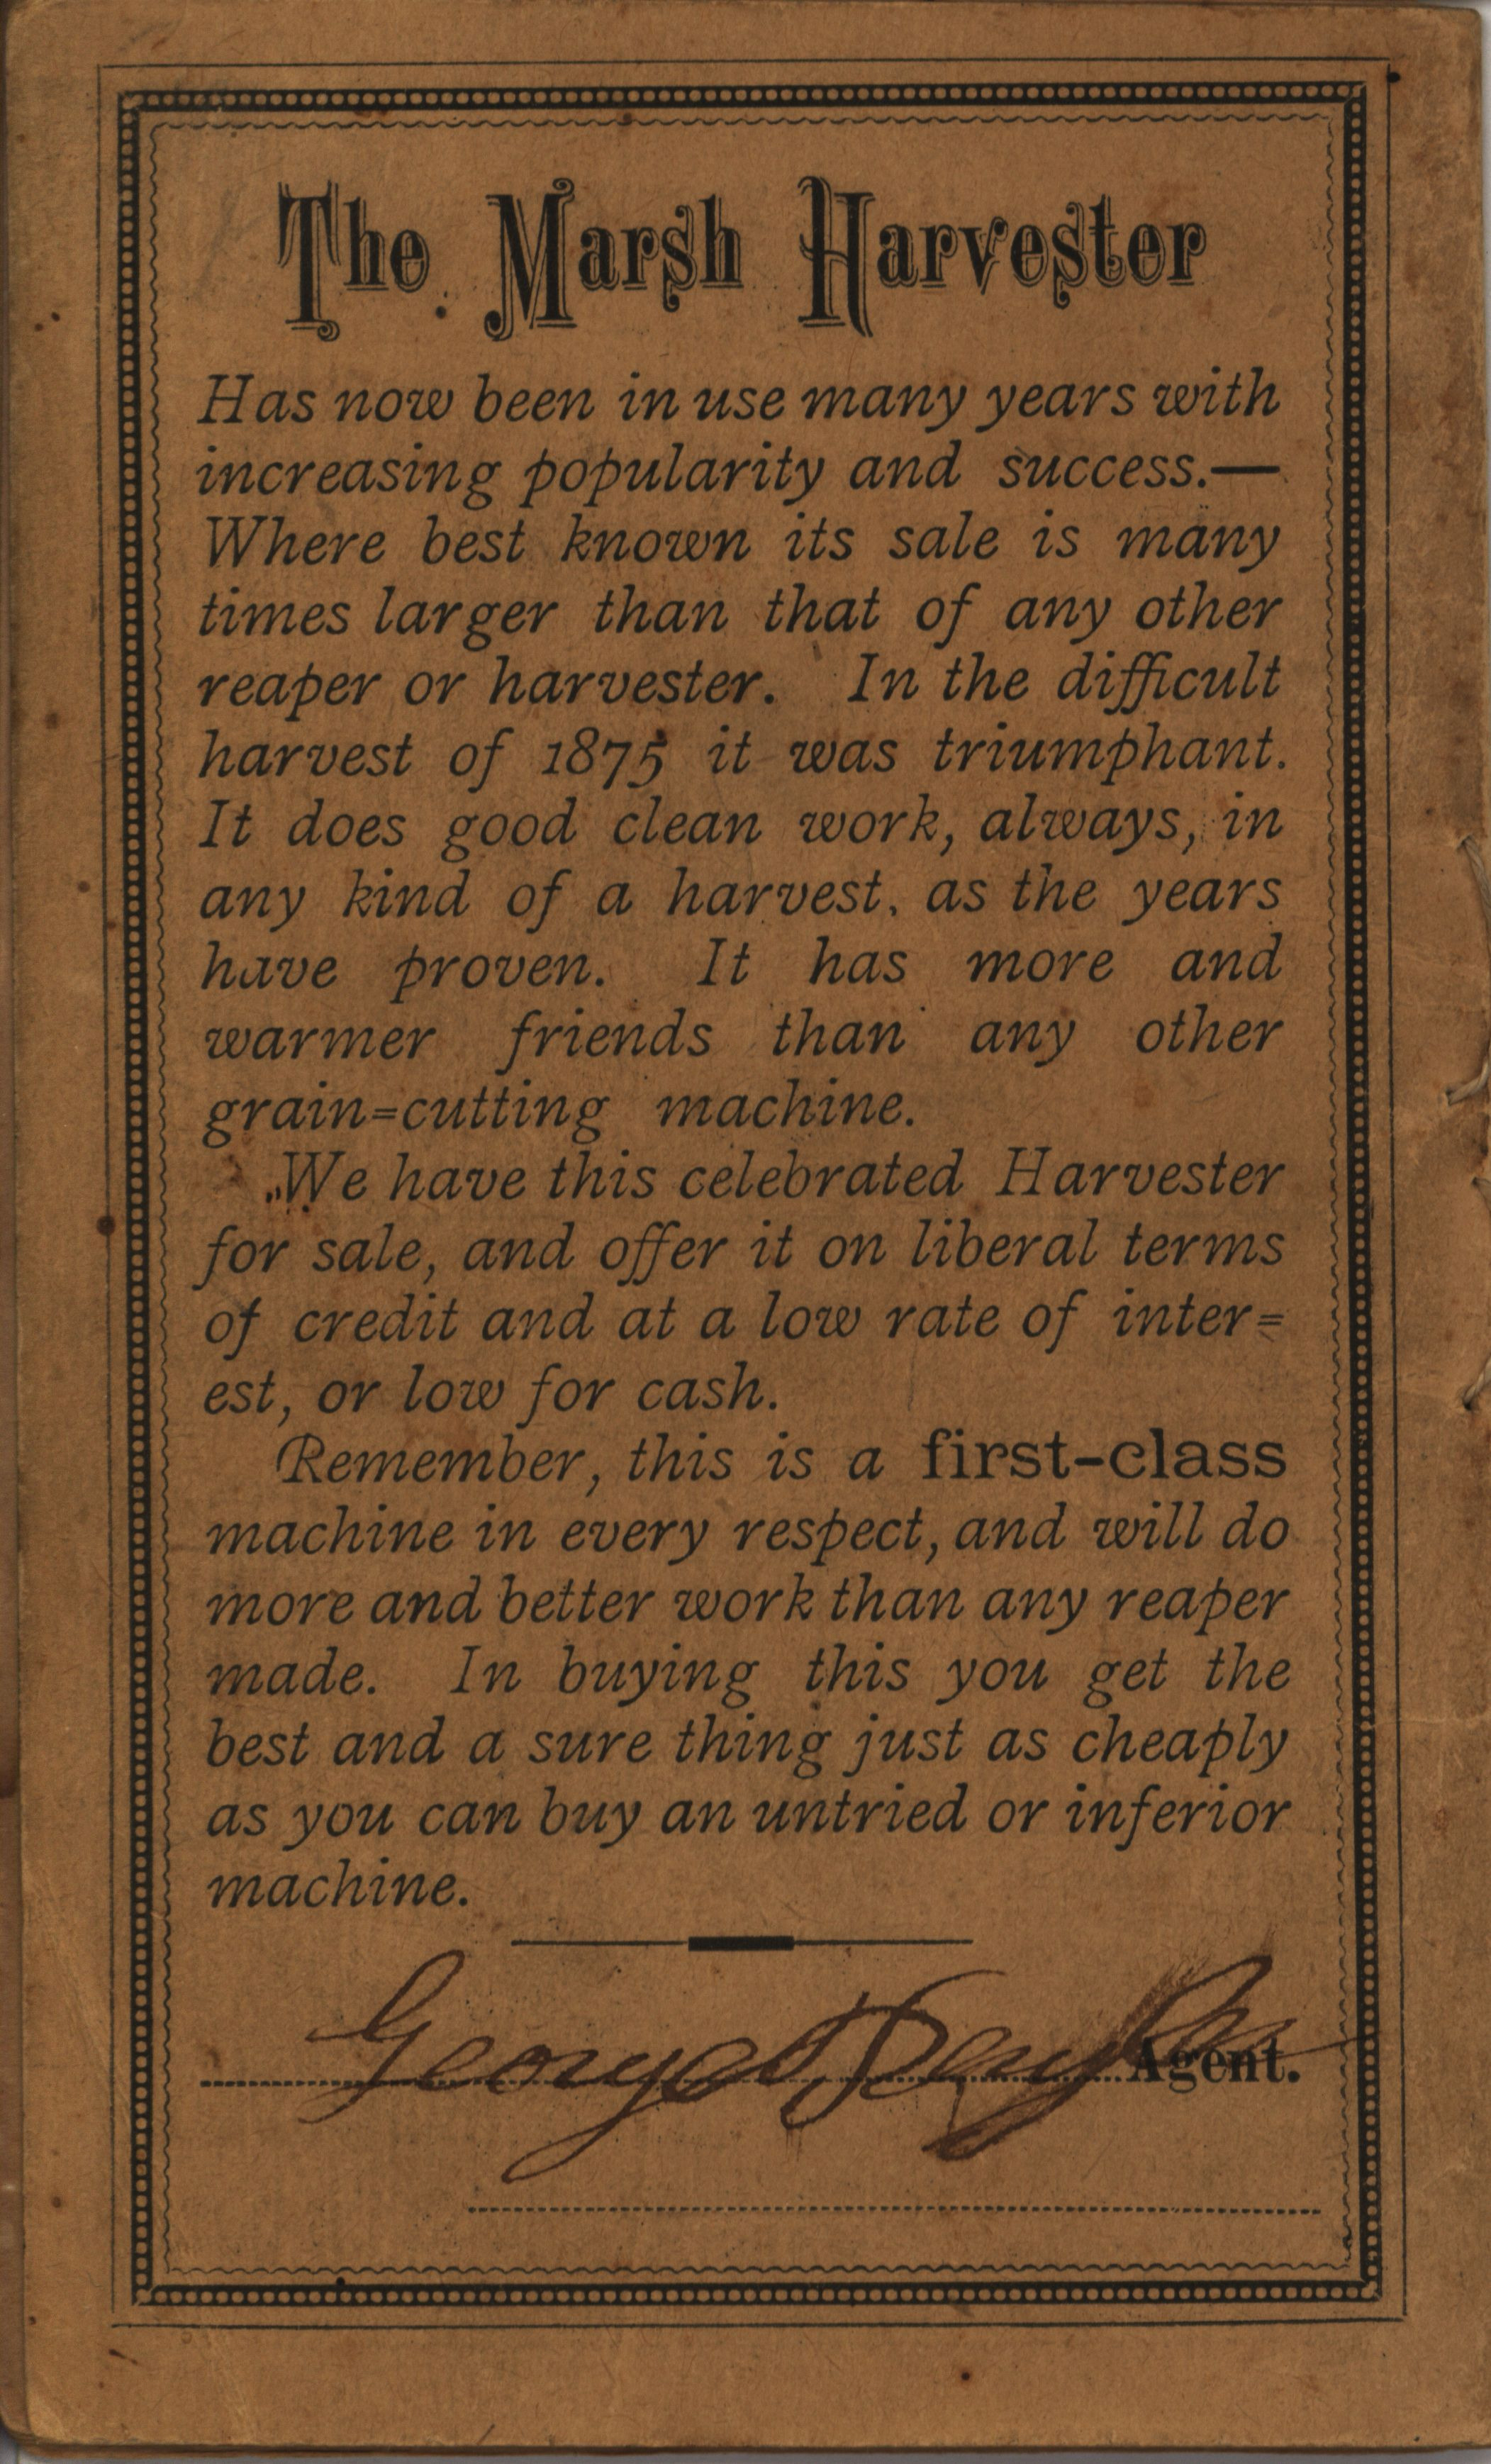 The Marsh Harvester
Has now been in use many years with
increasing popularity and success.—
Where best known its sale is many
times larger than that of any other
reaper or harvester. In the difficult
harvest of 1875 it was triumphant.
It does good clean work, always, in
any kind of a harvest, as the years
have proven. It has more and
warmer friends than any other
grain=cutting machine.
We have this celebrated Harvester
for sale, and offer it on liberal terms
of credit and at a low rate of inter=
est, or low for cash.
Remember, this is a first-class
machine in every respect, and will do
more and better work than any reaper
made. In buying this you get the
best and a sure thing just as cheaply
as you can buy an untried or inferior
machine.
George Agent.